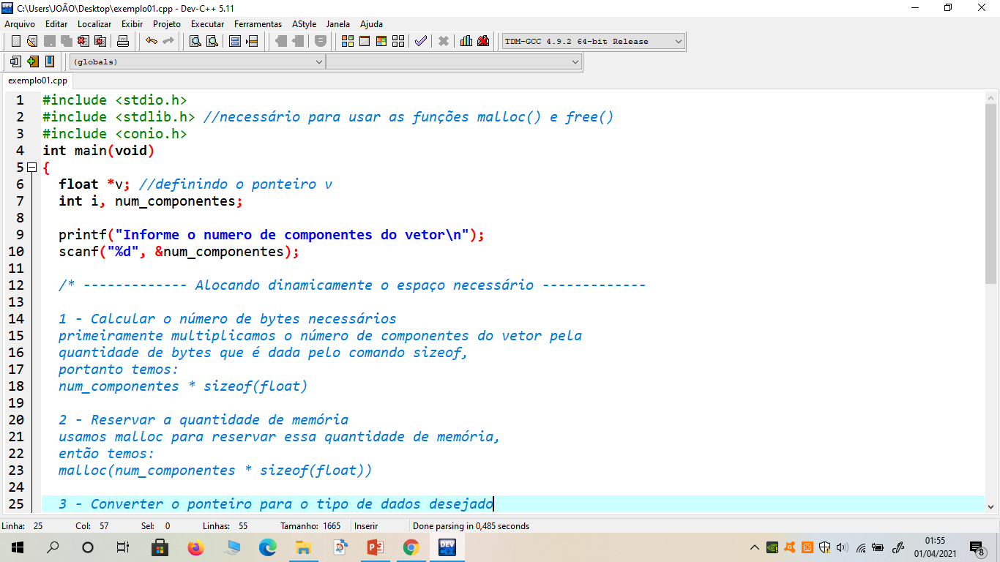 C:\Users\JOÃO\Desktop\exemplo01.cpp - Dev-C++ 5.11
Arquivo Editar Localizar Exibir Projeto Executar Ferramentas AStyle Janela Ajuda
TDM-GCC 4.9.2 64-bit Release
(globals)
exemplo01.cpp
1 #include <stdio.h>
2 #include <stdlib.h> //necessário para usar as funções malloc() e free()
3 #include <conio.h>
4 int main(void)
5 {
6 float *v; //definindo o ponteiro v
7 int i, num_componentes;
8
9 printf("Informe o numero de componentes do vetor\n");
10 scanf("%d", &num_componentes);
11
12 /* ------------- Alocando dinamicamente o espaço necessário -------------
13
14 1 - Calcular o número de bytes necessários
15 primeiramente multiplicamos o número de componentes do vetor pela
16 quantidade de bytes que é dada pelo comando sizeof,
17 portanto temos:
18 num_componentes * sizeof(float)
19
20 2 - Reservar a quantidade de memória
21 usamos malloc para reservar essa quantidade de memória,
22 então temos:
23 malloc(num_componentes * sizeof(float))
24
25 3 - Converter o ponteiro para o tipo de dados desejado
Linha: 25 Col: 57 Sel: 0 Linhas: 55 Tamanho: 1665 Inserir Done parsing in 0,485 seconds
DEV
01:55
01/04/2021
8